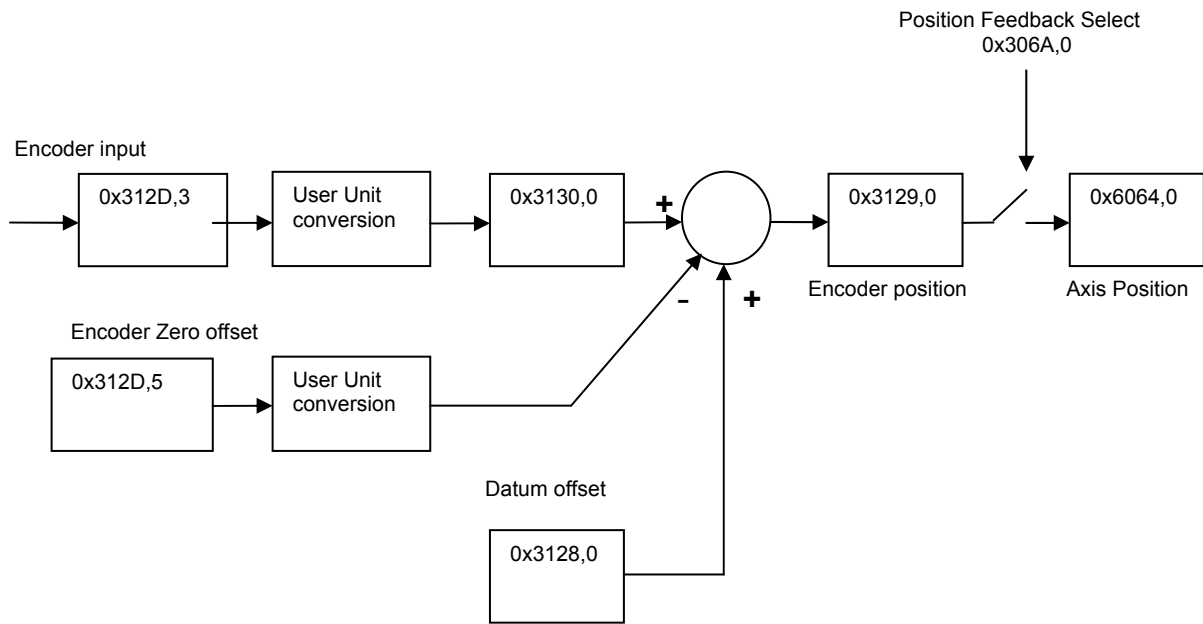 Position Feedback Select
0x306A,0
Encoder input
0x312D,3
User Unit
conversion
0x3130,0
+
0x3129,0
0x6064,0
Encoder position
Axis Position
-
+
Encoder Zero offset
0x312D,5
User Unit
conversion
Datum offset
0x3128,0